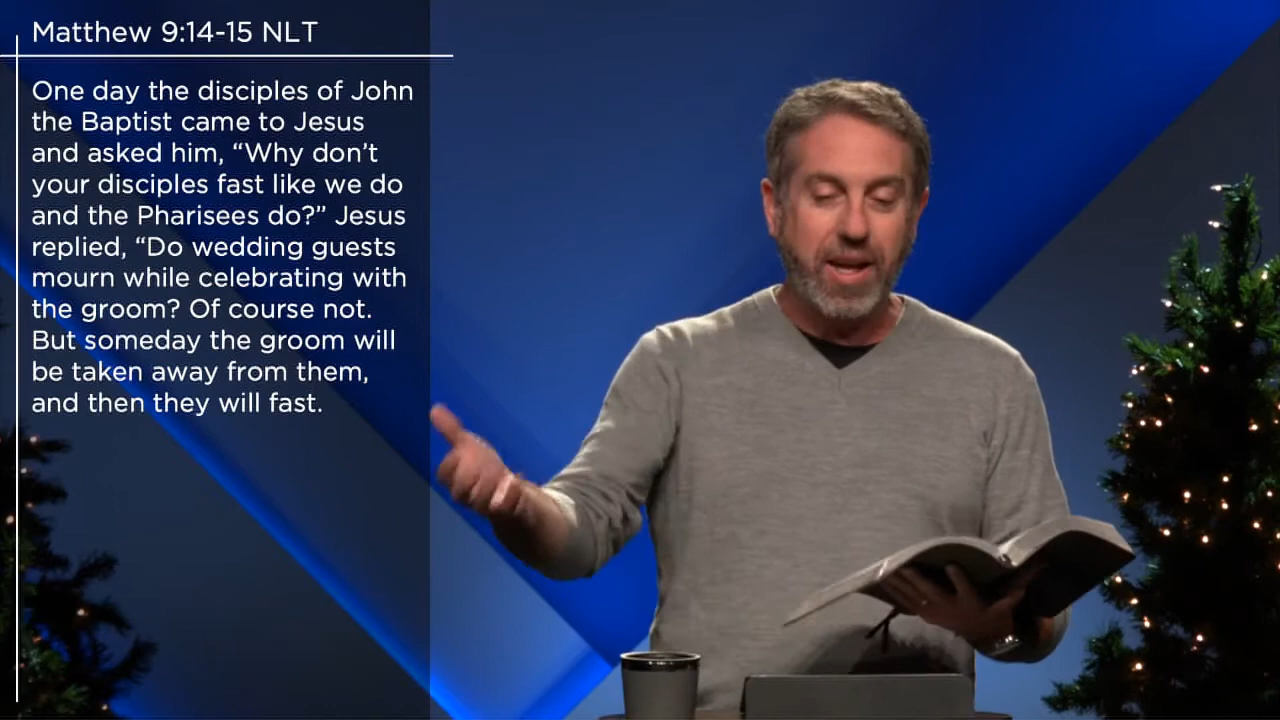 Matthew 9:14-15 NLT
One day the disciples of John
the Baptist came to Jesus
and asked him, “Why don’t
your disciples fast like we do
and the Pharisees do?” Jesus
replied, “Do wedding guests
mourn while celebrating with
the groom? Of course not.
But someday the groom will
be taken away from them,
and then they will fast.